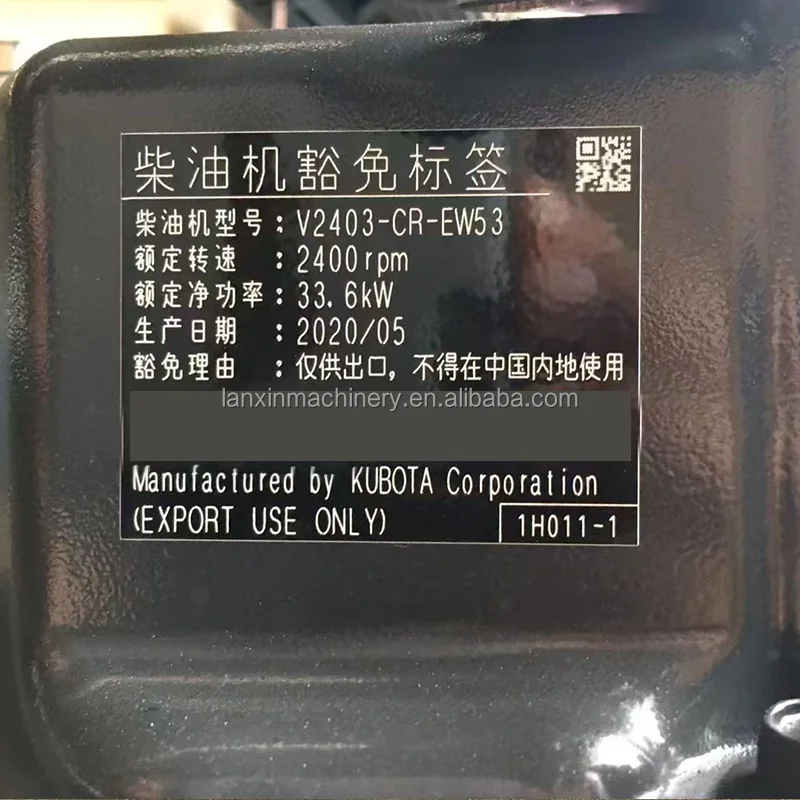 柴油机豁免标签
柴油机型号：V2403-CR-EW53
额定转速：2400rpm
额定净功率：33.6kW
生产日期：2020/05
豁免理由：仅供出口，不得在中国内地使用
lanxinmachinery.en.alibaba.com
Manufactured by KUBOTA Corporation
(EXPORT USE ONLY)
1H011-1